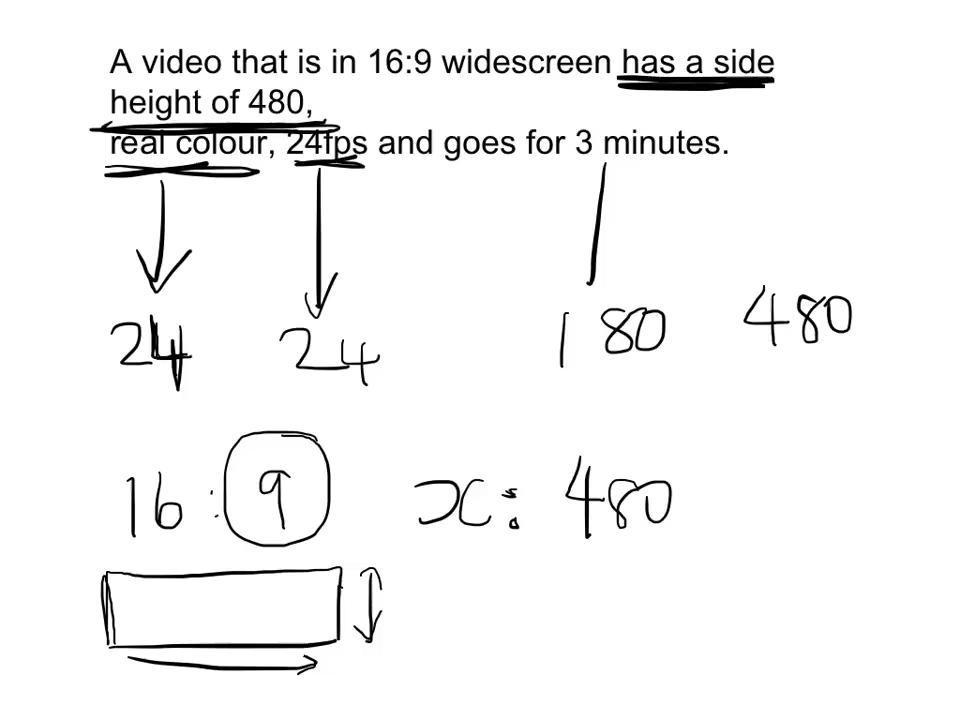 A video that is in 16:9 widescreen has a side
height of 480,
real colour, 24fps and goes for 3 minutes.
24 24 180 480
16:9 x: 480